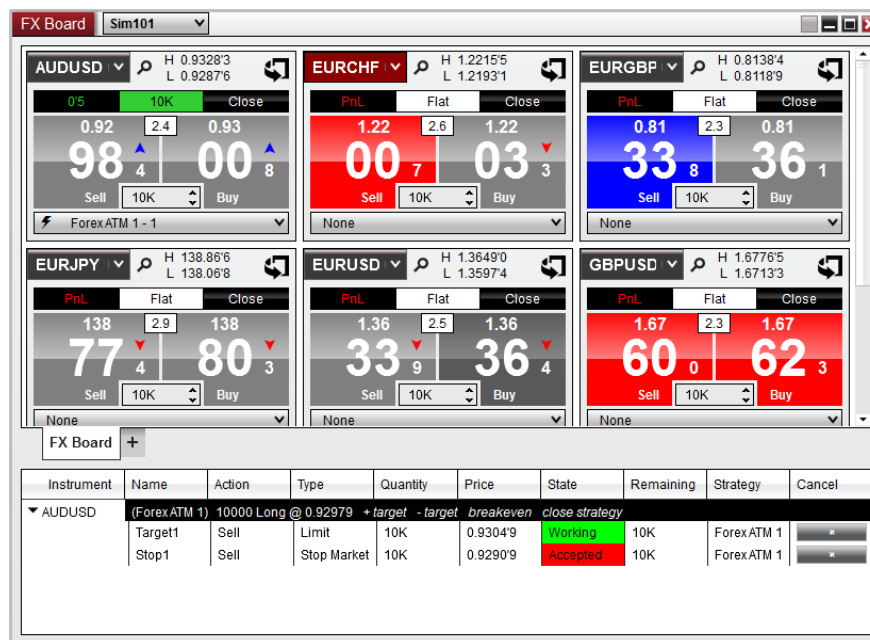 FX Board Sim101
AUDUSD H 0.9328'3 L 0.9287'6
0'5 10K Close
0.92 2.4 0.93
98 4 00 8
Sell 10K Buy
Forex ATM 1 - 1
EURCHF H 1.2215'5 L 1.2193'1
PnL Flat Close
1.22 2.6 1.22
00 7 03 3
Sell 10K Buy
None
EURGBP H 0.8138'4 L 0.8118'9
PnL Flat Close
0.81 2.3 0.81
33 8 36 1
Sell 10K Buy
None
EURJPY H 138.86'6 L 138.06'8
PnL Flat Close
138 2.9 138
77 4 80 3
Sell 10K Buy
None
EURUSD H 1.3649'0 L 1.3597'4
PnL Flat Close
1.36 2.5 1.36
33 9 36 4
Sell 10K Buy
None
GBPUSD H 1.6776'5 L 1.6713'3
PnL Flat Close
1.67 2.3 1.67
60 0 62 3
Sell 10K Buy
None
FX Board +
Instrument Name Action Type Quantity Price State Remaining Strategy Cancel
AUDUSD (Forex ATM 1) 10000 Long @ 0.92979 + target - target breakeven close strategy
Target1 Sell Limit 10K 0.9304'9 Working 10K Forex ATM 1 x
Stop1 Sell Stop Market 10K 0.9290'9 Accepted 10K Forex ATM 1 x